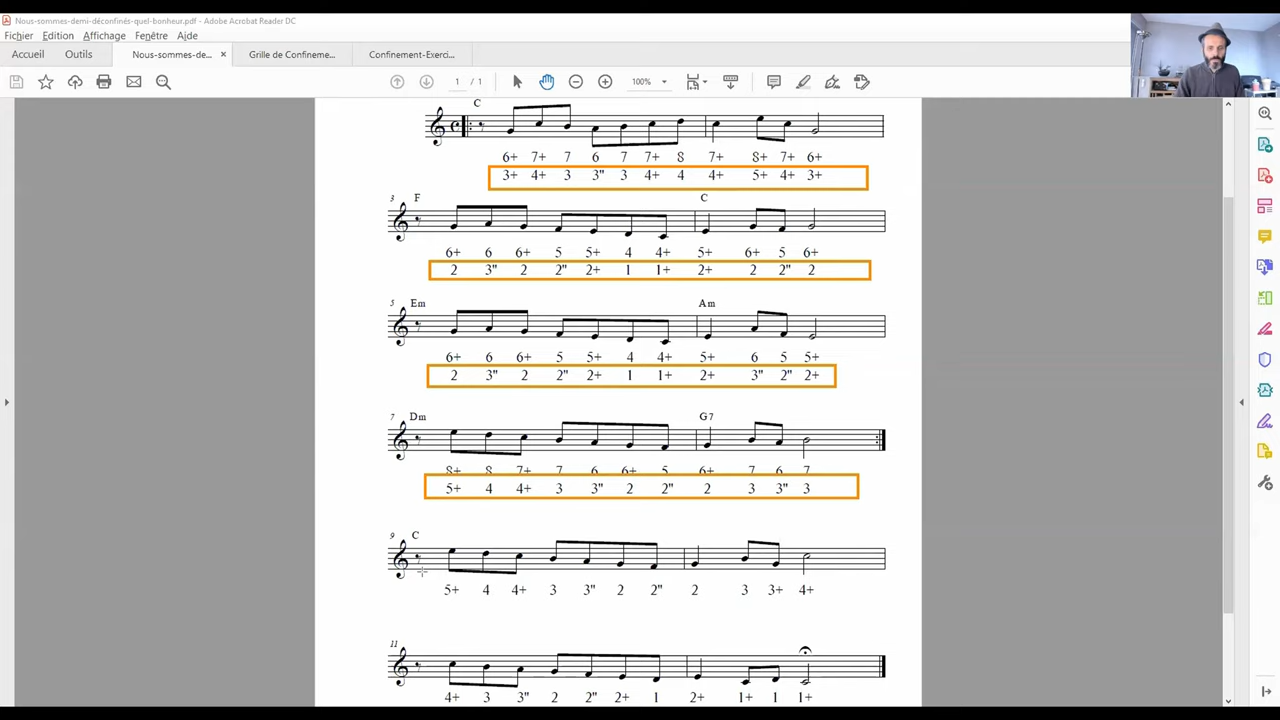 Nous-sommes-demi-déconfinés-quel-bonheur.pdf - Adobe Acrobat Reader DC
Fichier Edition Affichage Fenêtre Aide
Accueil Outils Nous-sommes-de... × Grille de Confineme... Confinement-Exerci...
1 / 1 100%
C
6+ 7+ 7 6 7 7+ 8 7+ 8+ 7+ 6+
3+ 4+ 3 3" 3 4+ 4 4+ 5+ 4+ 3+
3 F C
6+ 6 6+ 5 5+ 4 4+ 5+ 6+ 5 6+
2 3" 2 2" 2+ 1 1+ 2+ 2 2" 2
5 Em Am
6+ 6 6+ 5 5+ 4 4+ 5+ 6 5 5+
2 3" 2 2" 2+ 1 1+ 2+ 3" 2" 2+
7 Dm G7
8+ 8 7+ 7 6 6+ 5 6+ 7 6 7
5+ 4 4+ 3 3" 2 2" 2 3 3" 3
9 C
5+ 4 4+ 3 3" 2 2" 2 3 3+ 4+
11
4+ 3 3" 2 2" 2+ 1 2+ 1+ 1 1+